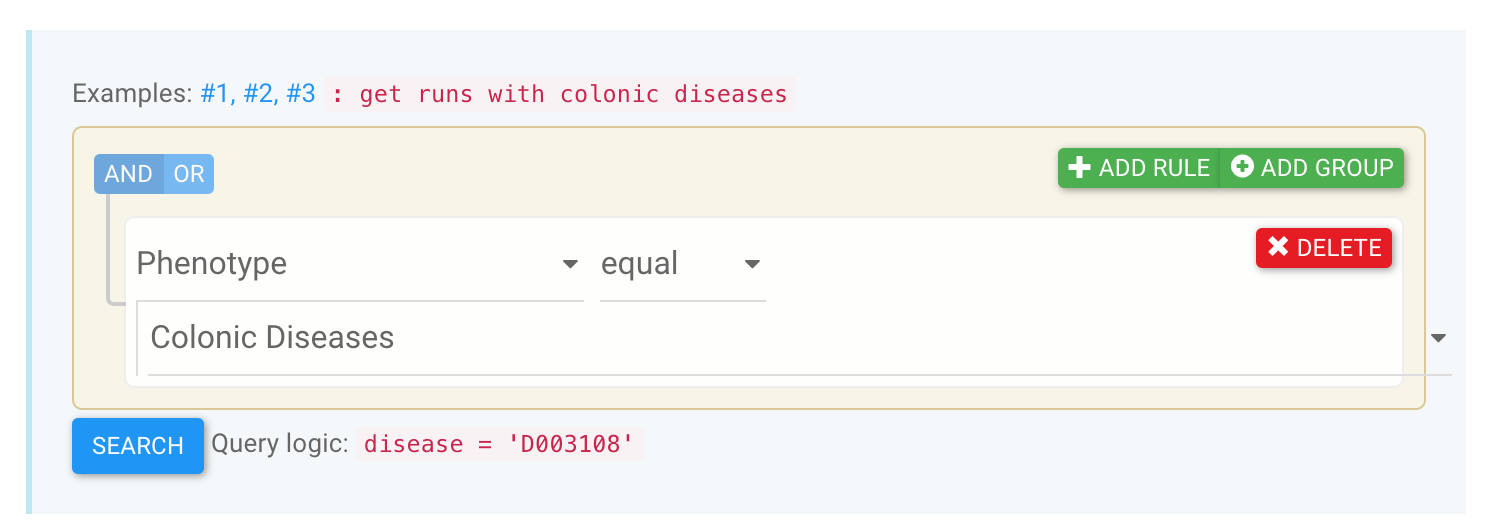 Examples: #1, #2, #3 : get runs with colonic diseases
AND OR ADD RULE ADD GROUP
Phenotype equal DELETE
Colonic Diseases
SEARCH Query logic: disease = 'D003108'